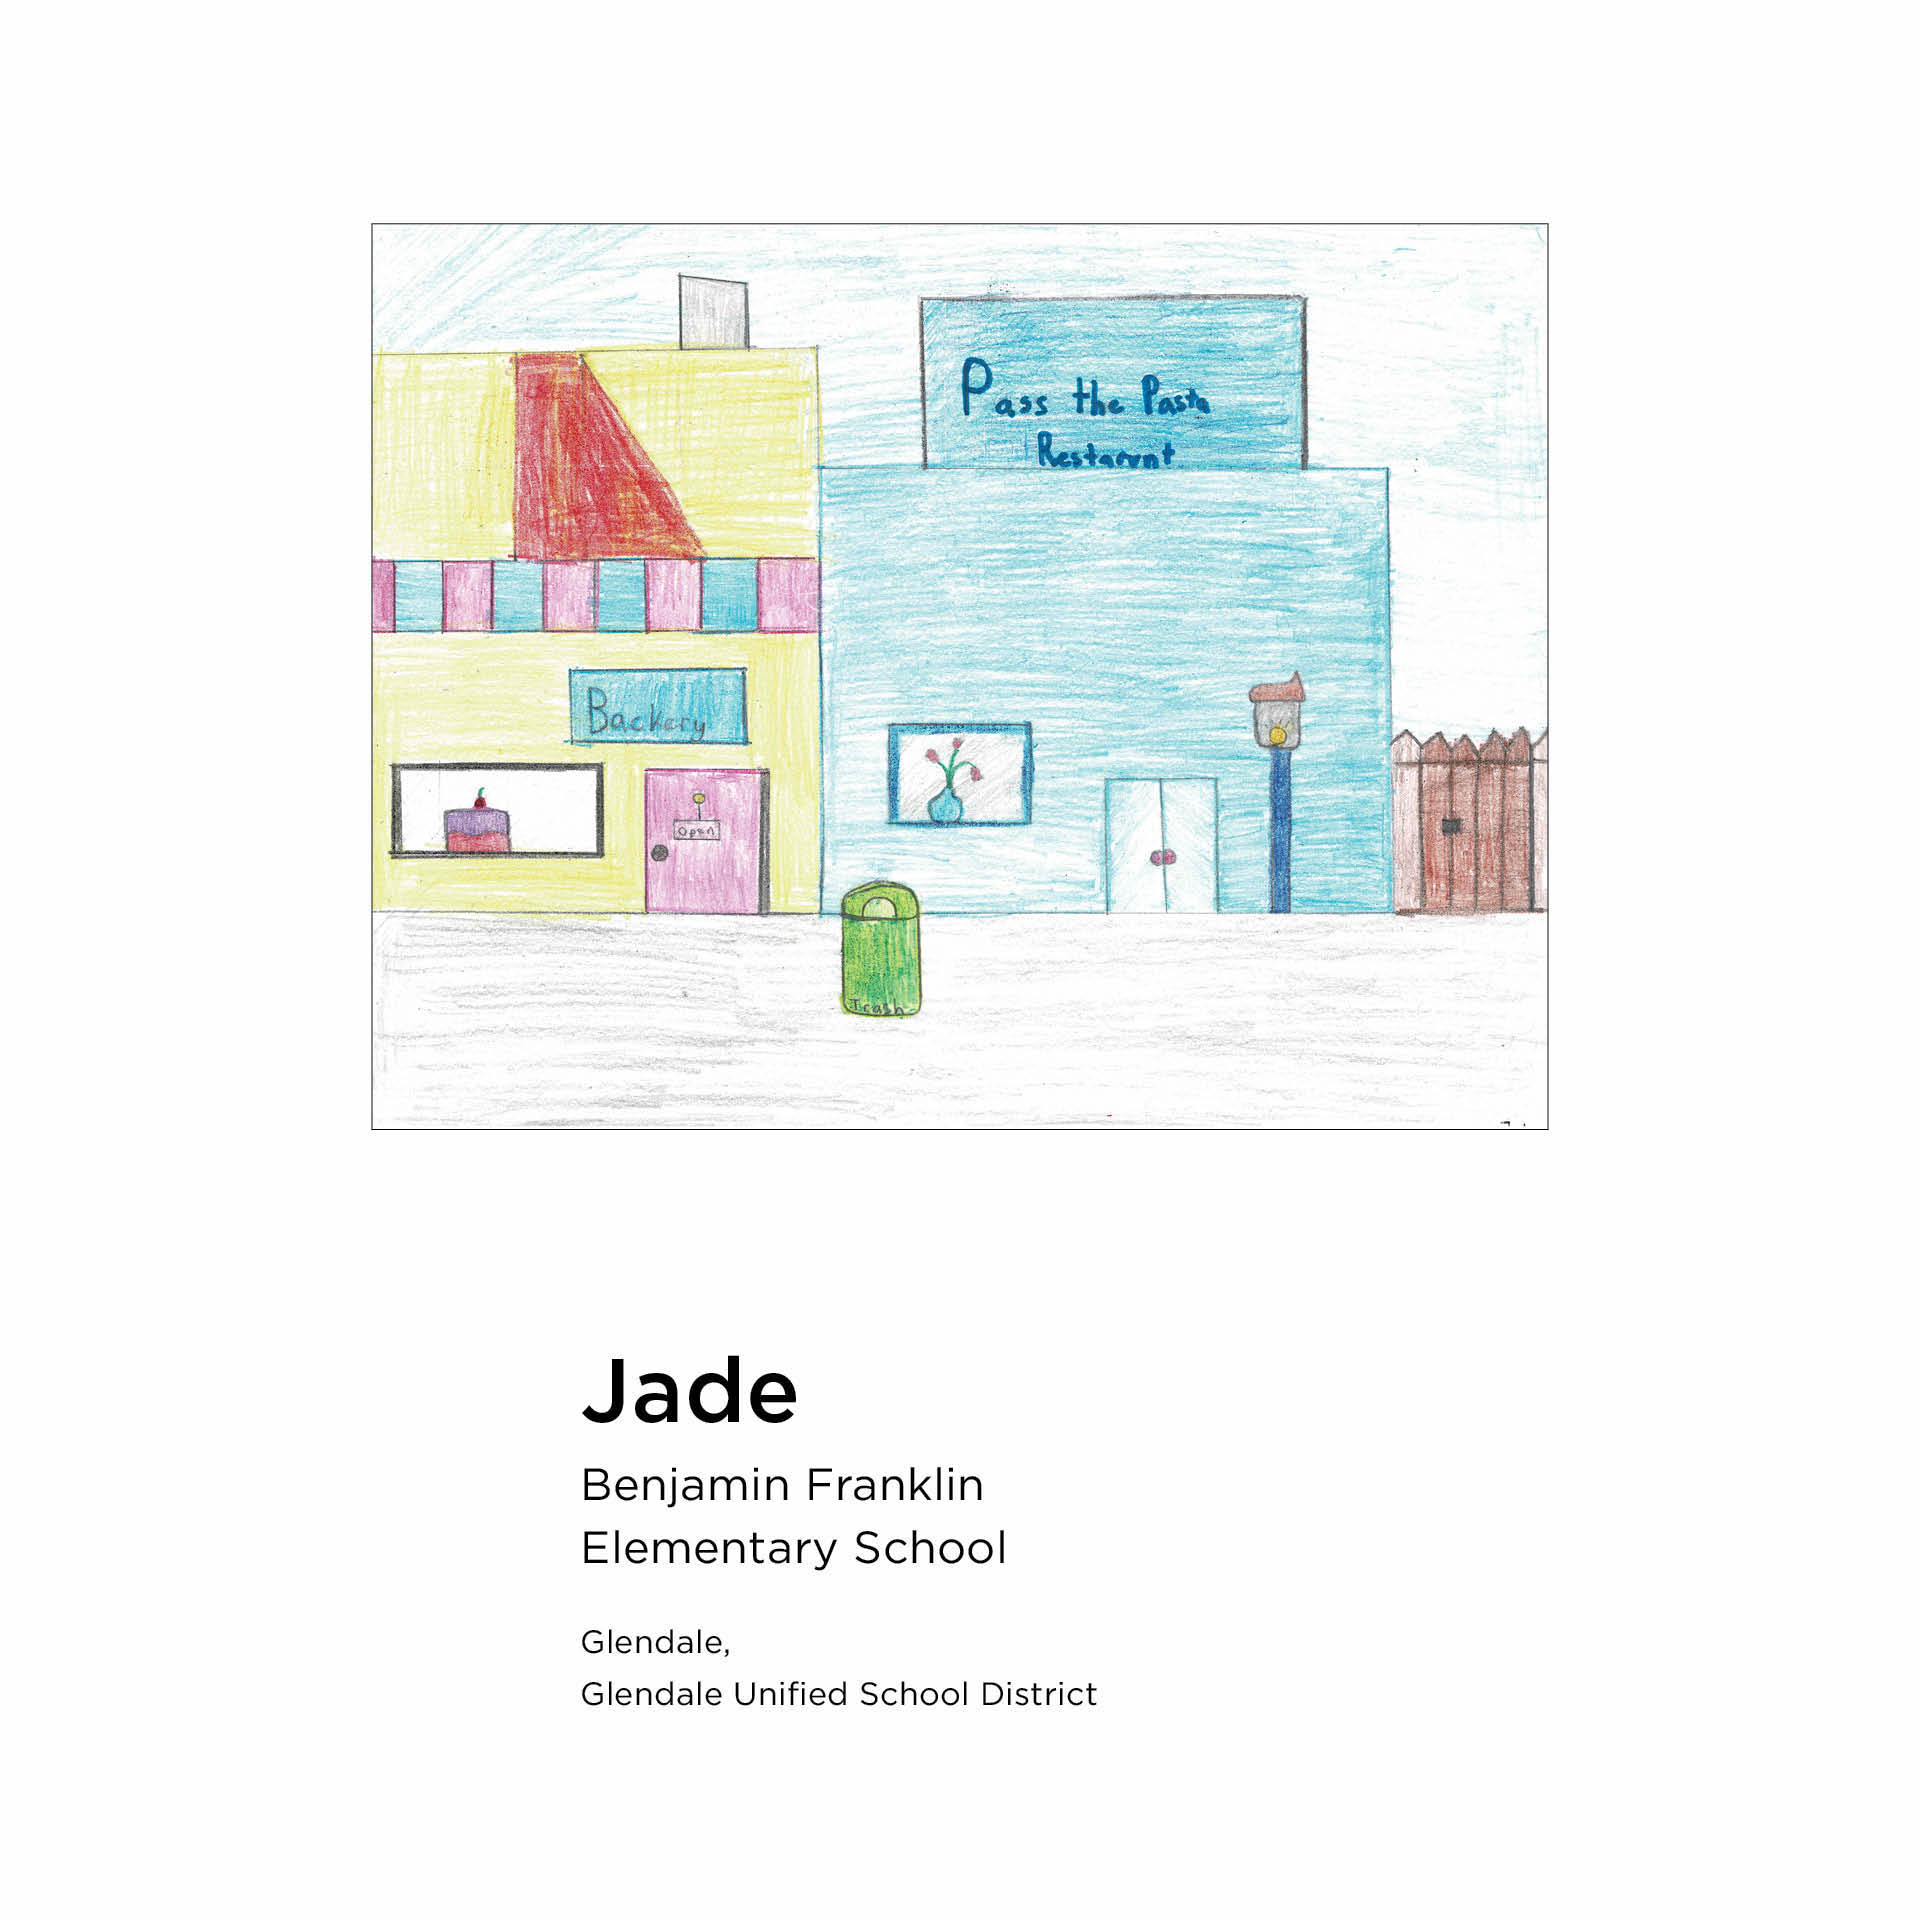 Pass the Pasta
Restarunt
Backery
Open
Trash
Jade
Benjamin Franklin
Elementary School
Glendale,
Glendale Unified School District